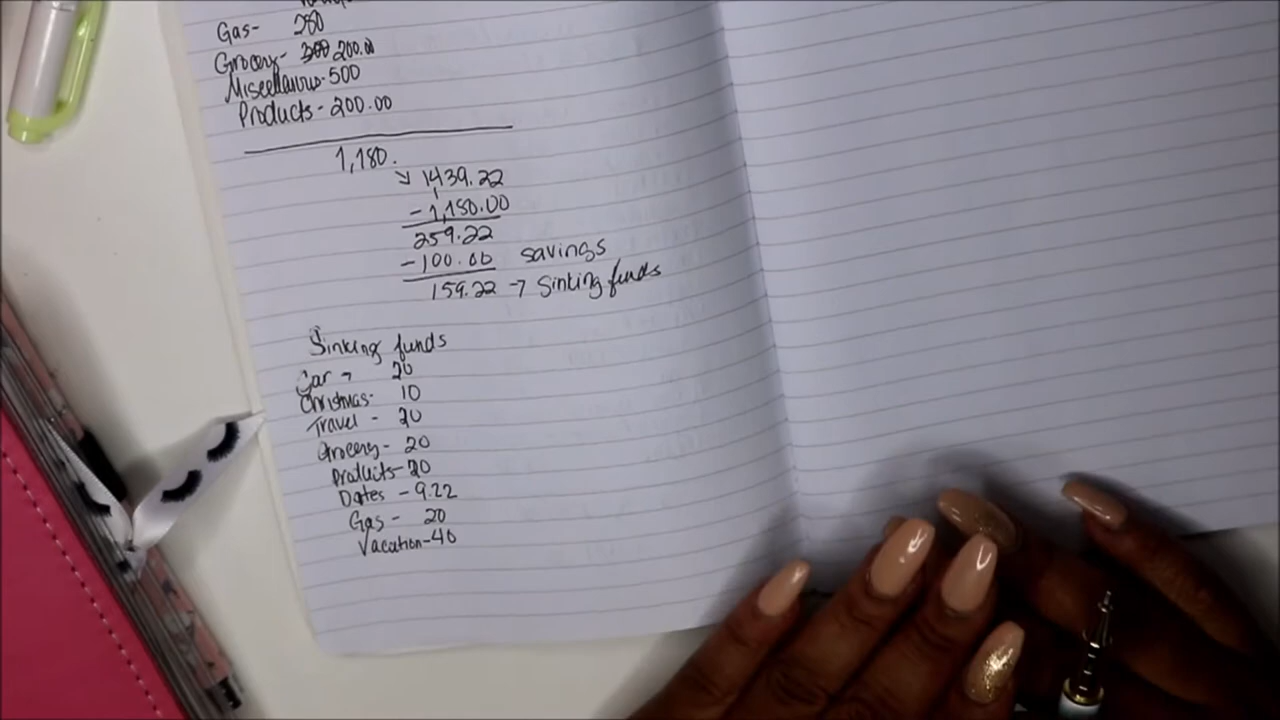 Gas- 280
Grocery- 300 200.00
Miscellanous-500
Products-200.00
1,180.
↘ 1439.22
- 1,180.00
259.22
-100.00 savings
159.22 → Sinking funds
Sinking funds
Car - 20
Christmas- 10
Travel - 20
Grocery- 20
Products-20
Dates -9.22
Gas - 20
Vacation-40